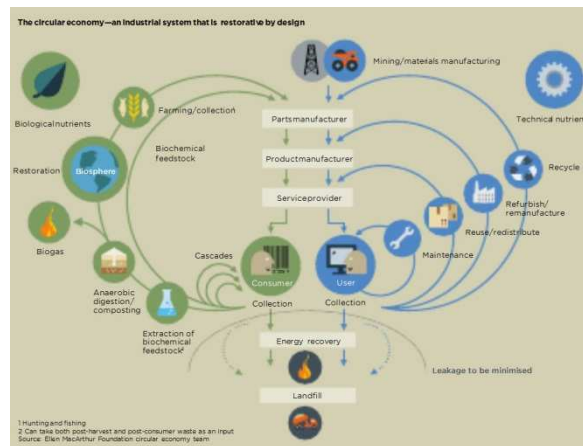 The circular economy—an industrial system that is restorative by design
Mining/materials manufacturing
Biological nutrients
Farming/collection¹
Biochemical
feedstock
Parts manufacturer
Technical nutrients
Restoration
Biosphere
Product manufacturer
Recycle
Service provider
Refurbish/
remanufacture
Reuse/redistribute
Biogas
Cascades
Maintenance
Consumer
User
Anaerobic
digestion/
composting
Collection
Collection
Extraction of
biochemical
feedstock²
Energy recovery
Leakage to be minimised
Landfill
1 Hunting and fishing
2 Can take both post-harvest and post-consumer waste as an input
Source: Ellen MacArthur Foundation circular economy team